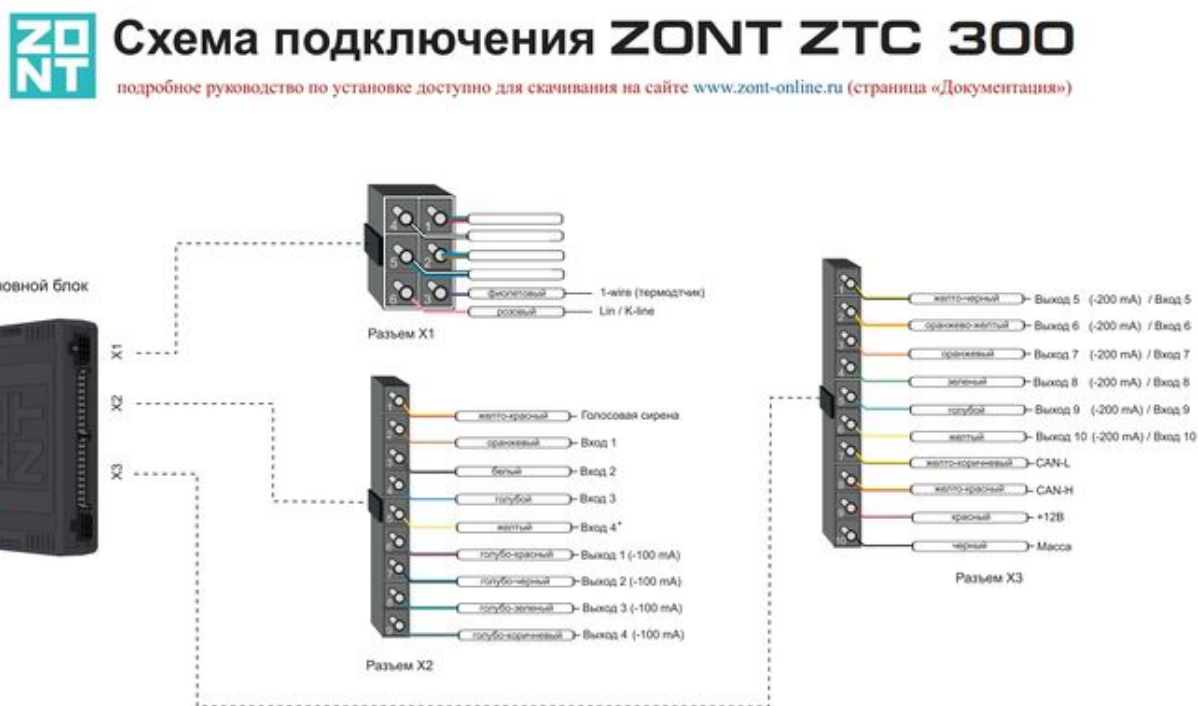 ZONT
Схема подключения ZONT ZTC 300
подробное руководство по установке доступно для скачивания на сайте www.zont-online.ru (страница «Документация»)
овной блок
X1
X2
X3
4
1
5
2
6
3
фиолетовый
1-wire (термодтчик)
розовый
Lin / K-line
Разъем X1
1
желто-красный
Голосовая сирена
2
оранжевый
Вход 1
3
белый
Вход 2
4
голубой
Вход 3
5
желтый
Вход 4*
6
голубо-красный
Выход 1 (-100 mA)
7
голубо-черный
Выход 2 (-100 mA)
8
голубо-зеленый
Выход 3 (-100 mA)
9
голубо-коричневый
Выход 4 (-100 mA)
Разъем X2
желто-черный
Выход 5 (-200 mA) / Вход 5
оранжево-желтый
Выход 6 (-200 mA) / Вход 6
оранжевый
Выход 7 (-200 mA) / Вход 7
зеленый
Выход 8 (-200 mA) / Вход 8
голубой
Выход 9 (-200 mA) / Вход 9
желтый
Выход 10 (-200 mA) / Вход 10
желто-коричневый
CAN-L
желто-красный
CAN-H
красный
+12В
черный
Масса
Разъем X3